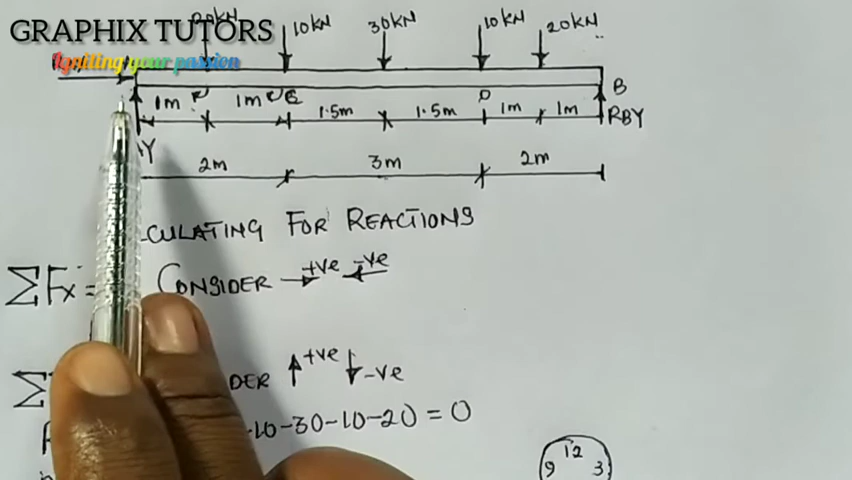 GRAPHIX TUTORS
Igniting your passion
20KN 10KN 30KN 10KN 20KN
B
1m 1m 1.5m 1.5m D 1m 1m RBY
Y
2m 3m 2m
CULATING FOR REACTIONS
ΣFx = CONSIDER +ve -ve
Σ DER +ve -ve
-10-30-10-20 = 0
12
9 3